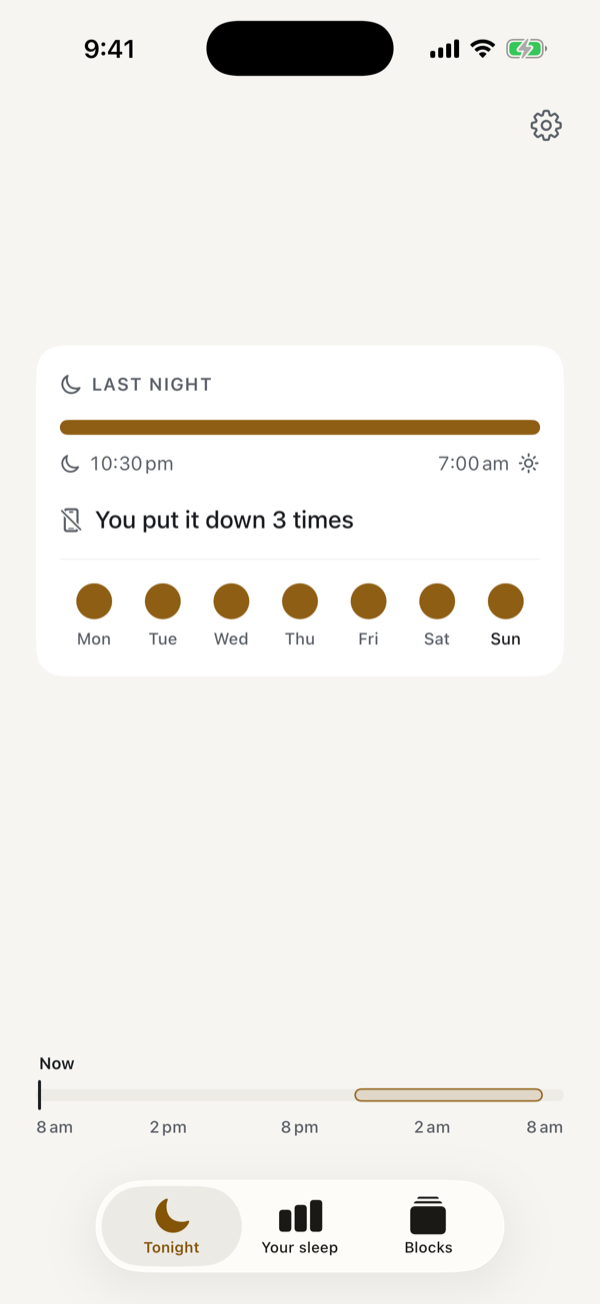 9:41
LAST NIGHT
10:30 pm 7:00 am
You put it down 3 times
Mon Tue Wed Thu Fri Sat Sun
Now
8 am 2 pm 8 pm 2 am 8 am
Tonight Your sleep Blocks